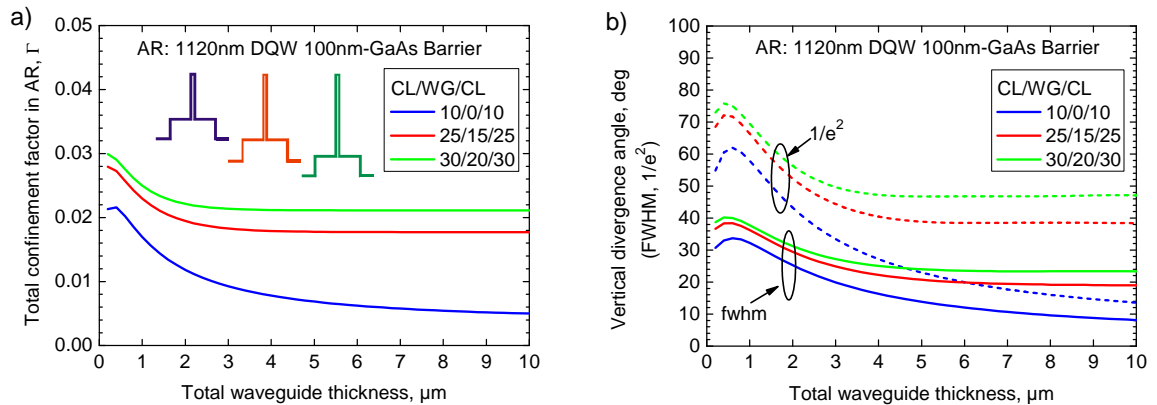 a)
AR: 1120nm DQW 100nm-GaAs Barrier
CL/WG/CL
10/0/10
25/15/25
30/20/30
Total confinement factor in AR, Γ
0.05
0.04
0.03
0.02
0.01
0.00
0 1 2 3 4 5 6 7 8 9 10
Total waveguide thickness, µm
b)
AR: 1120nm DQW 100nm-GaAs Barrier
CL/WG/CL
10/0/10
25/15/25
30/20/30
1/e²
fwhm
Vertical divergence angle, deg
(FWHM, 1/e²)
100
90
80
70
60
50
40
30
20
10
0
0 1 2 3 4 5 6 7 8 9 10
Total waveguide thickness, µm